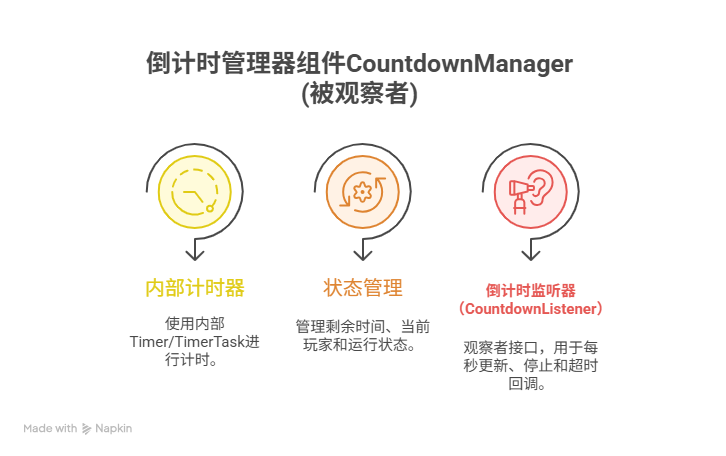 倒计时管理器组件CountdownManager
(被观察者)
内部计时器
使用内部
Timer/TimerTask进
行计时。
状态管理
管理剩余时间、当前
玩家和运行状态。
倒计时监听器
（CountdownListener）
观察者接口，用于每
秒更新、停止和超时
回调。
Made with Napkin